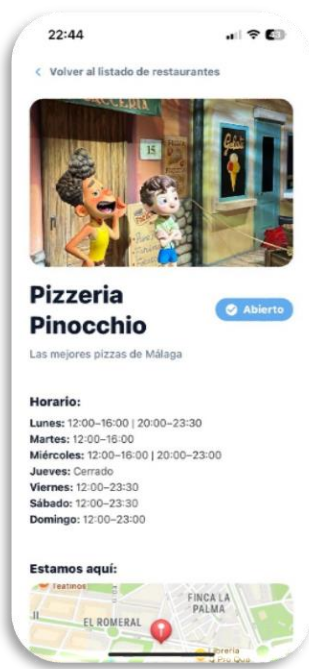 22:44
Volver al listado de restaurantes
15
Gelati
Pizzeria
Pinocchio
Abierto
Las mejores pizzas de Málaga
Horario:
Lunes: 12:00–16:00 | 20:00–23:30
Martes: 12:00–16:00
Miércoles: 12:00–16:00 | 20:00–23:00
Jueves: Cerrado
Viernes: 12:00–23:30
Sábado: 12:00–23:30
Domingo: 12:00–23:00
Estamos aquí:
Teatinos
FINCA LA
PALMA
EL ROMERAL
Librería